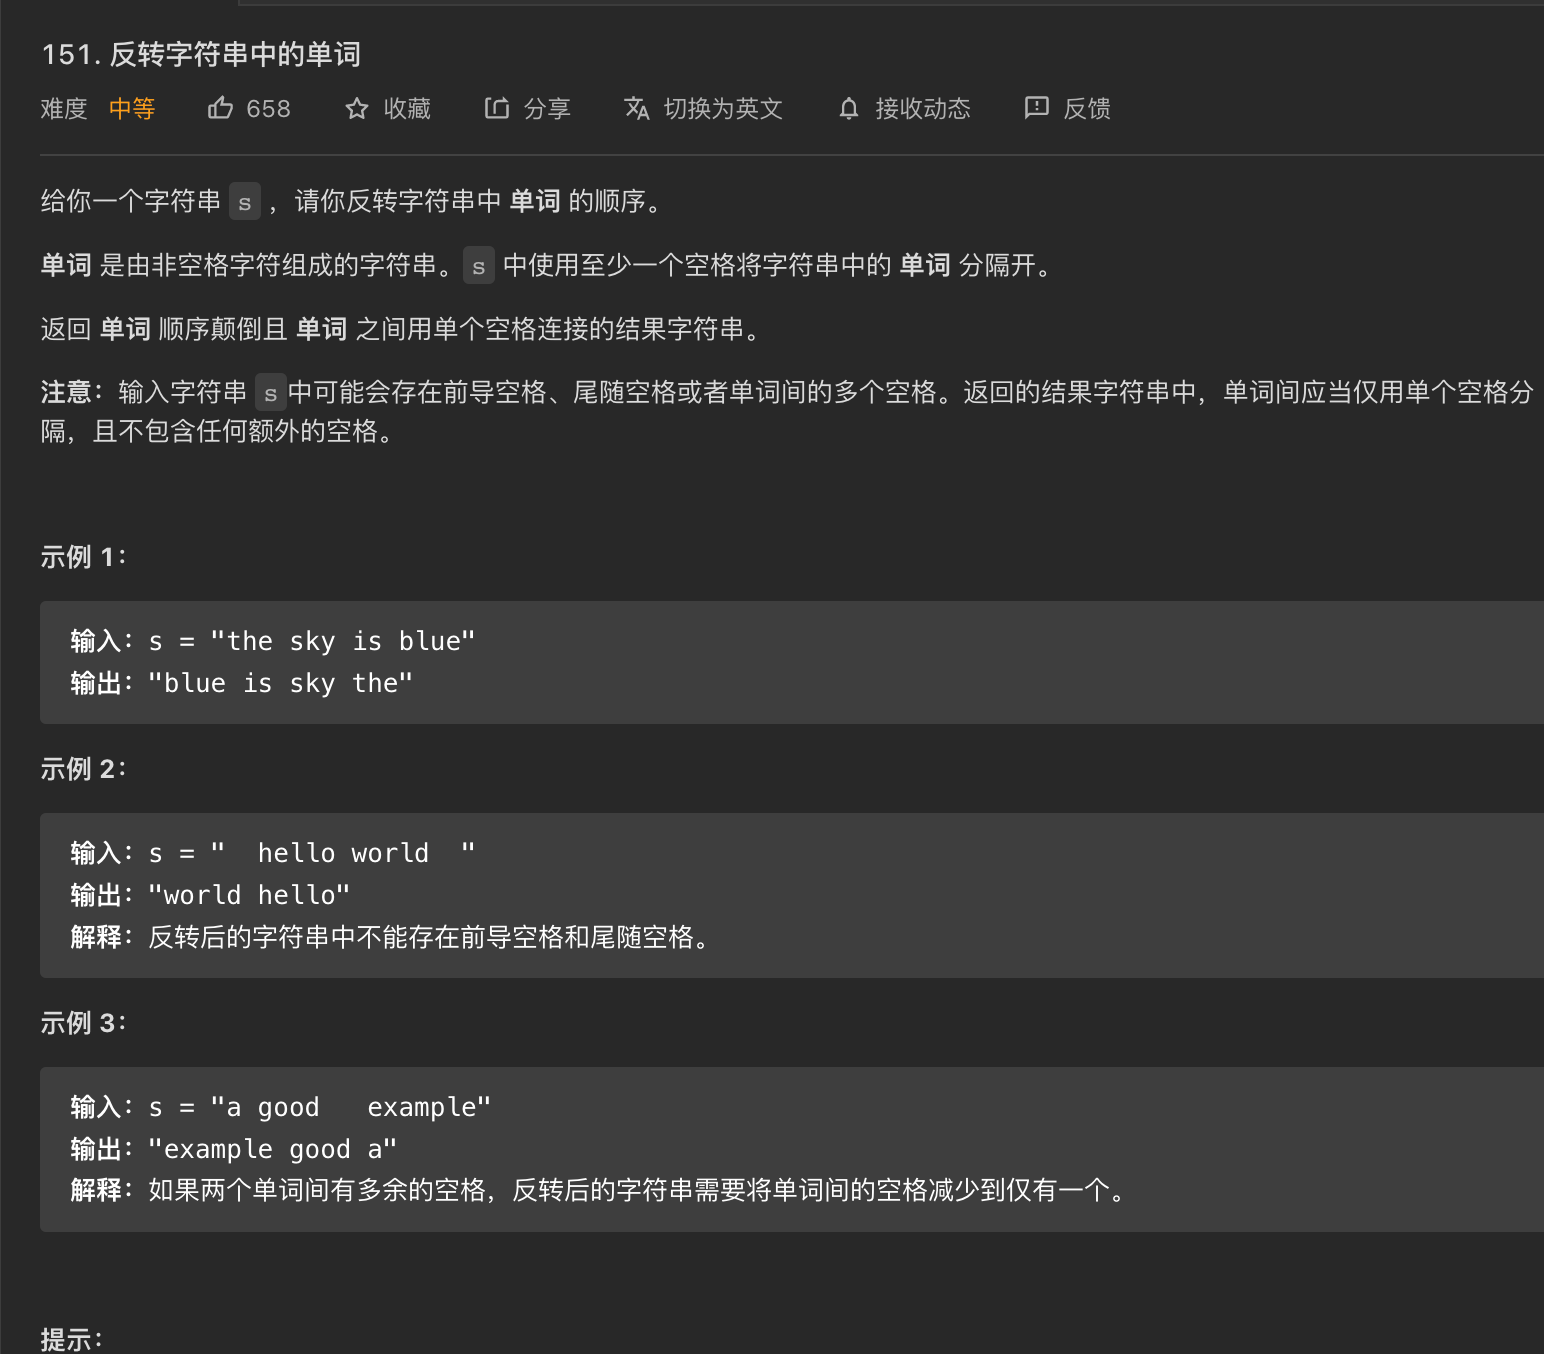 151. 反转字符串中的单词
难度 中等 658 收藏 分享 切换为英文 接收动态 反馈
给你一个字符串 s ，请你反转字符串中 单词 的顺序。
单词 是由非空格字符组成的字符串。s 中使用至少一个空格将字符串中的 单词 分隔开。
返回 单词 顺序颠倒且 单词 之间用单个空格连接的结果字符串。
注意：输入字符串 s中可能会存在前导空格、尾随空格或者单词间的多个空格。返回的结果字符串中，单词间应当仅用单个空格分
隔，且不包含任何额外的空格。
示例 1：
输入：s = "the sky is blue"
输出："blue is sky the"
示例 2：
输入：s = "  hello world  "
输出："world hello"
解释：反转后的字符串中不能存在前导空格和尾随空格。
示例 3：
输入：s = "a good   example"
输出："example good a"
解释：如果两个单词间有多余的空格，反转后的字符串需要将单词间的空格减少到仅有一个。
提示：